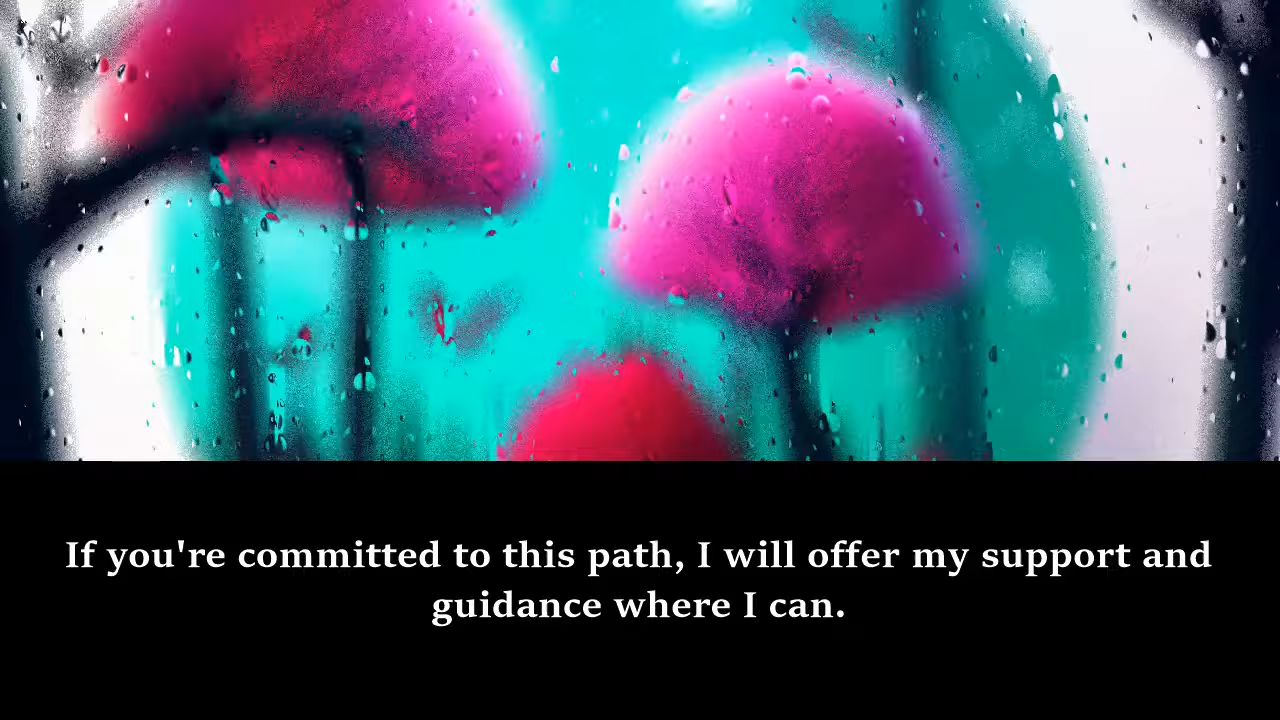 If you're committed to this path, I will offer my support and
guidance where I can.